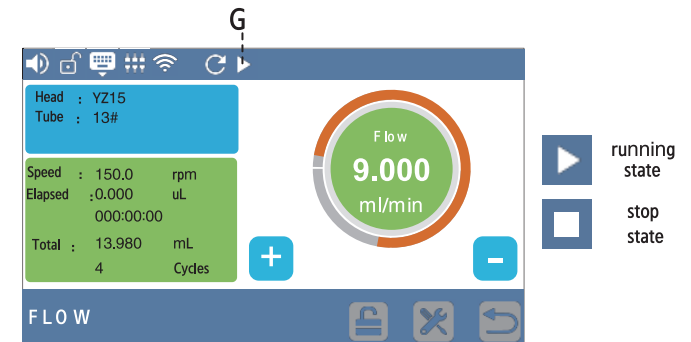 G
Head : YZ15
Tube : 13#
Speed : 150.0 rpm
Elapsed :0.000 uL
000:00:00
Total : 13.980 mL
4 Cycles
Flow
9.000
ml/min
+
-
FLOW
running
state
stop
state